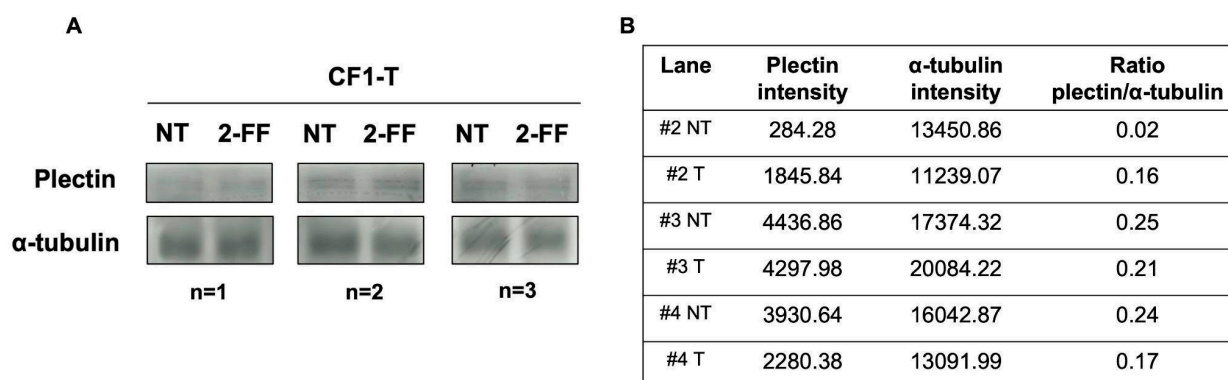 A
CF1-T
NT 2-FF NT 2-FF NT 2-FF
Plectin
α-tubulin
n=1 n=2 n=3
B
Lane Plectin intensity α-tubulin intensity Ratio plectin/α-tubulin
#2 NT 284.28 13450.86 0.02
#2 T 1845.84 11239.07 0.16
#3 NT 4436.86 17374.32 0.25
#3 T 4297.98 20084.22 0.21
#4 NT 3930.64 16042.87 0.24
#4 T 2280.38 13091.99 0.17